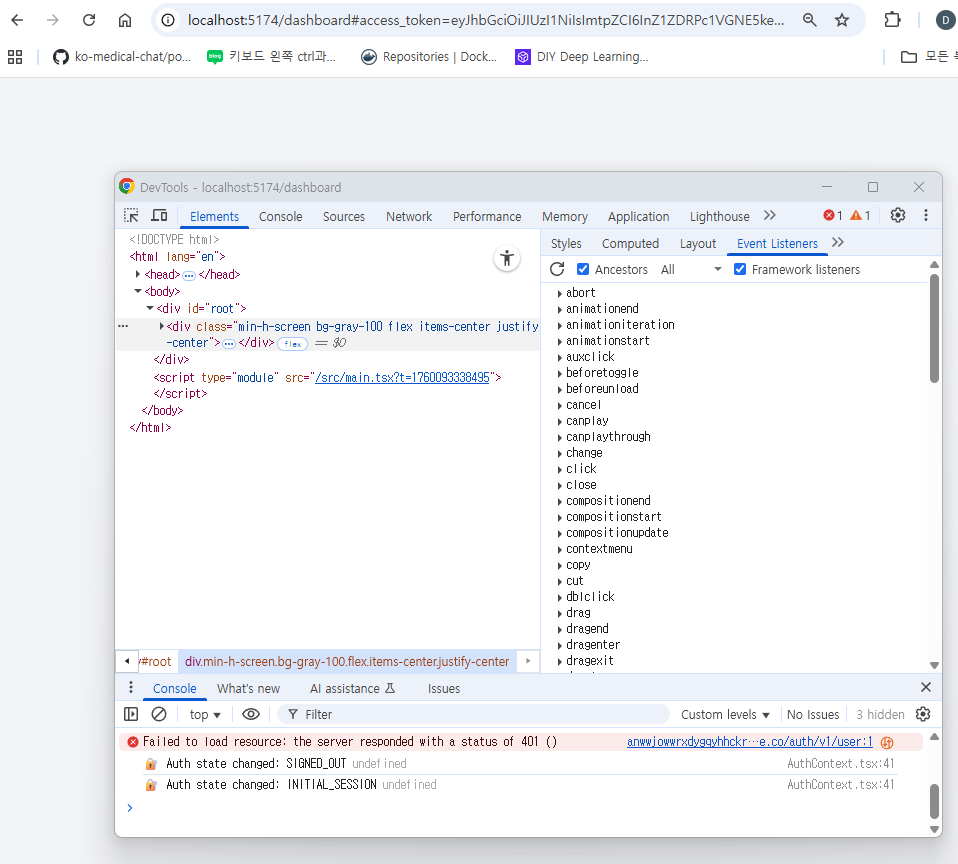 localhost:5174/dashboard#access_token=eyJhbGciOiJIUzI1NiIsImtpZCI6InZ1ZDRPc1VGNE5ke...
D
ko-medical-chat/po...
blog
키보드 왼쪽 ctrl과...
Repositories | Dock...
DIY Deep Learning...
모든
DevTools - localhost:5174/dashboard
Elements
Console
Sources
Network
Performance
Memory
Application
Lighthouse
1
1
<!DOCTYPE html>
<html lang="en">
<head> ... </head>
<body>
<div id="root">
... <div class="min-h-screen bg-gray-100 flex items-center justify
-center"> ... </div> flex == $0
</div>
<script type="module" src="/src/main.tsx?t=1760093338495">
</script>
</body>
</html>
Styles
Computed
Layout
Event Listeners
Ancestors
All
Framework listeners
abort
animationend
animationiteration
animationstart
auxclick
beforetoggle
beforeunload
cancel
canplay
canplaythrough
change
click
close
compositionend
compositionstart
compositionupdate
contextmenu
copy
cut
dblclick
drag
dragend
dragenter
dragexit
#root
div.min-h-screen.bg-gray-100.flex.items-center.justify-center
Console
What's new
AI assistance
Issues
top
Filter
Custom levels
No Issues
3 hidden
Failed to load resource: the server responded with a status of 401 () anwwjowwrxdygqyhhckr…e.co/auth/v1/user:1
Auth state changed: SIGNED_OUT undefined AuthContext.tsx:41
Auth state changed: INITIAL_SESSION undefined AuthContext.tsx:41